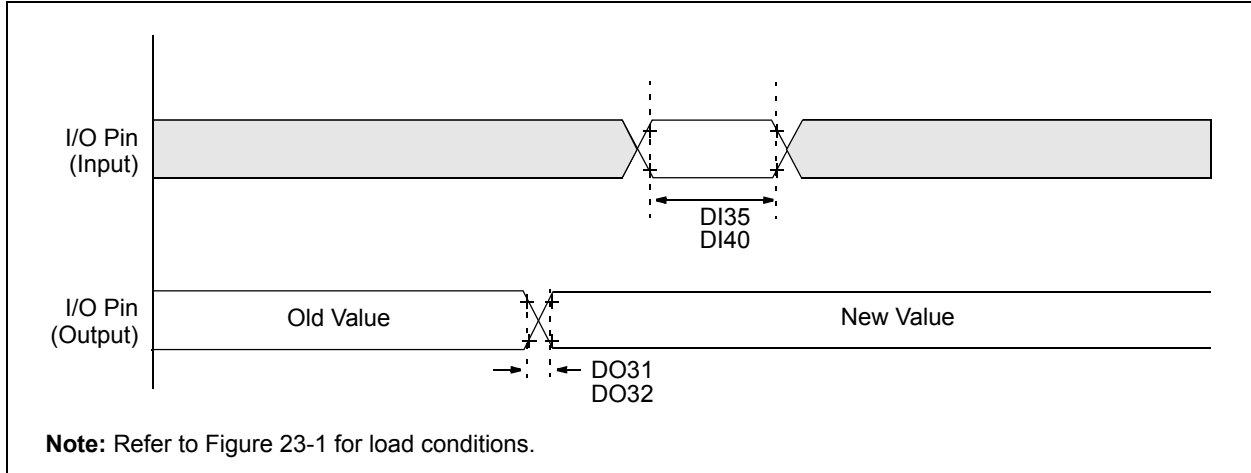 I/O Pin
(Input)
DI35
DI40
I/O Pin
(Output)
Old Value
New Value
DO31
DO32
Note: Refer to Figure 23-1 for load conditions.